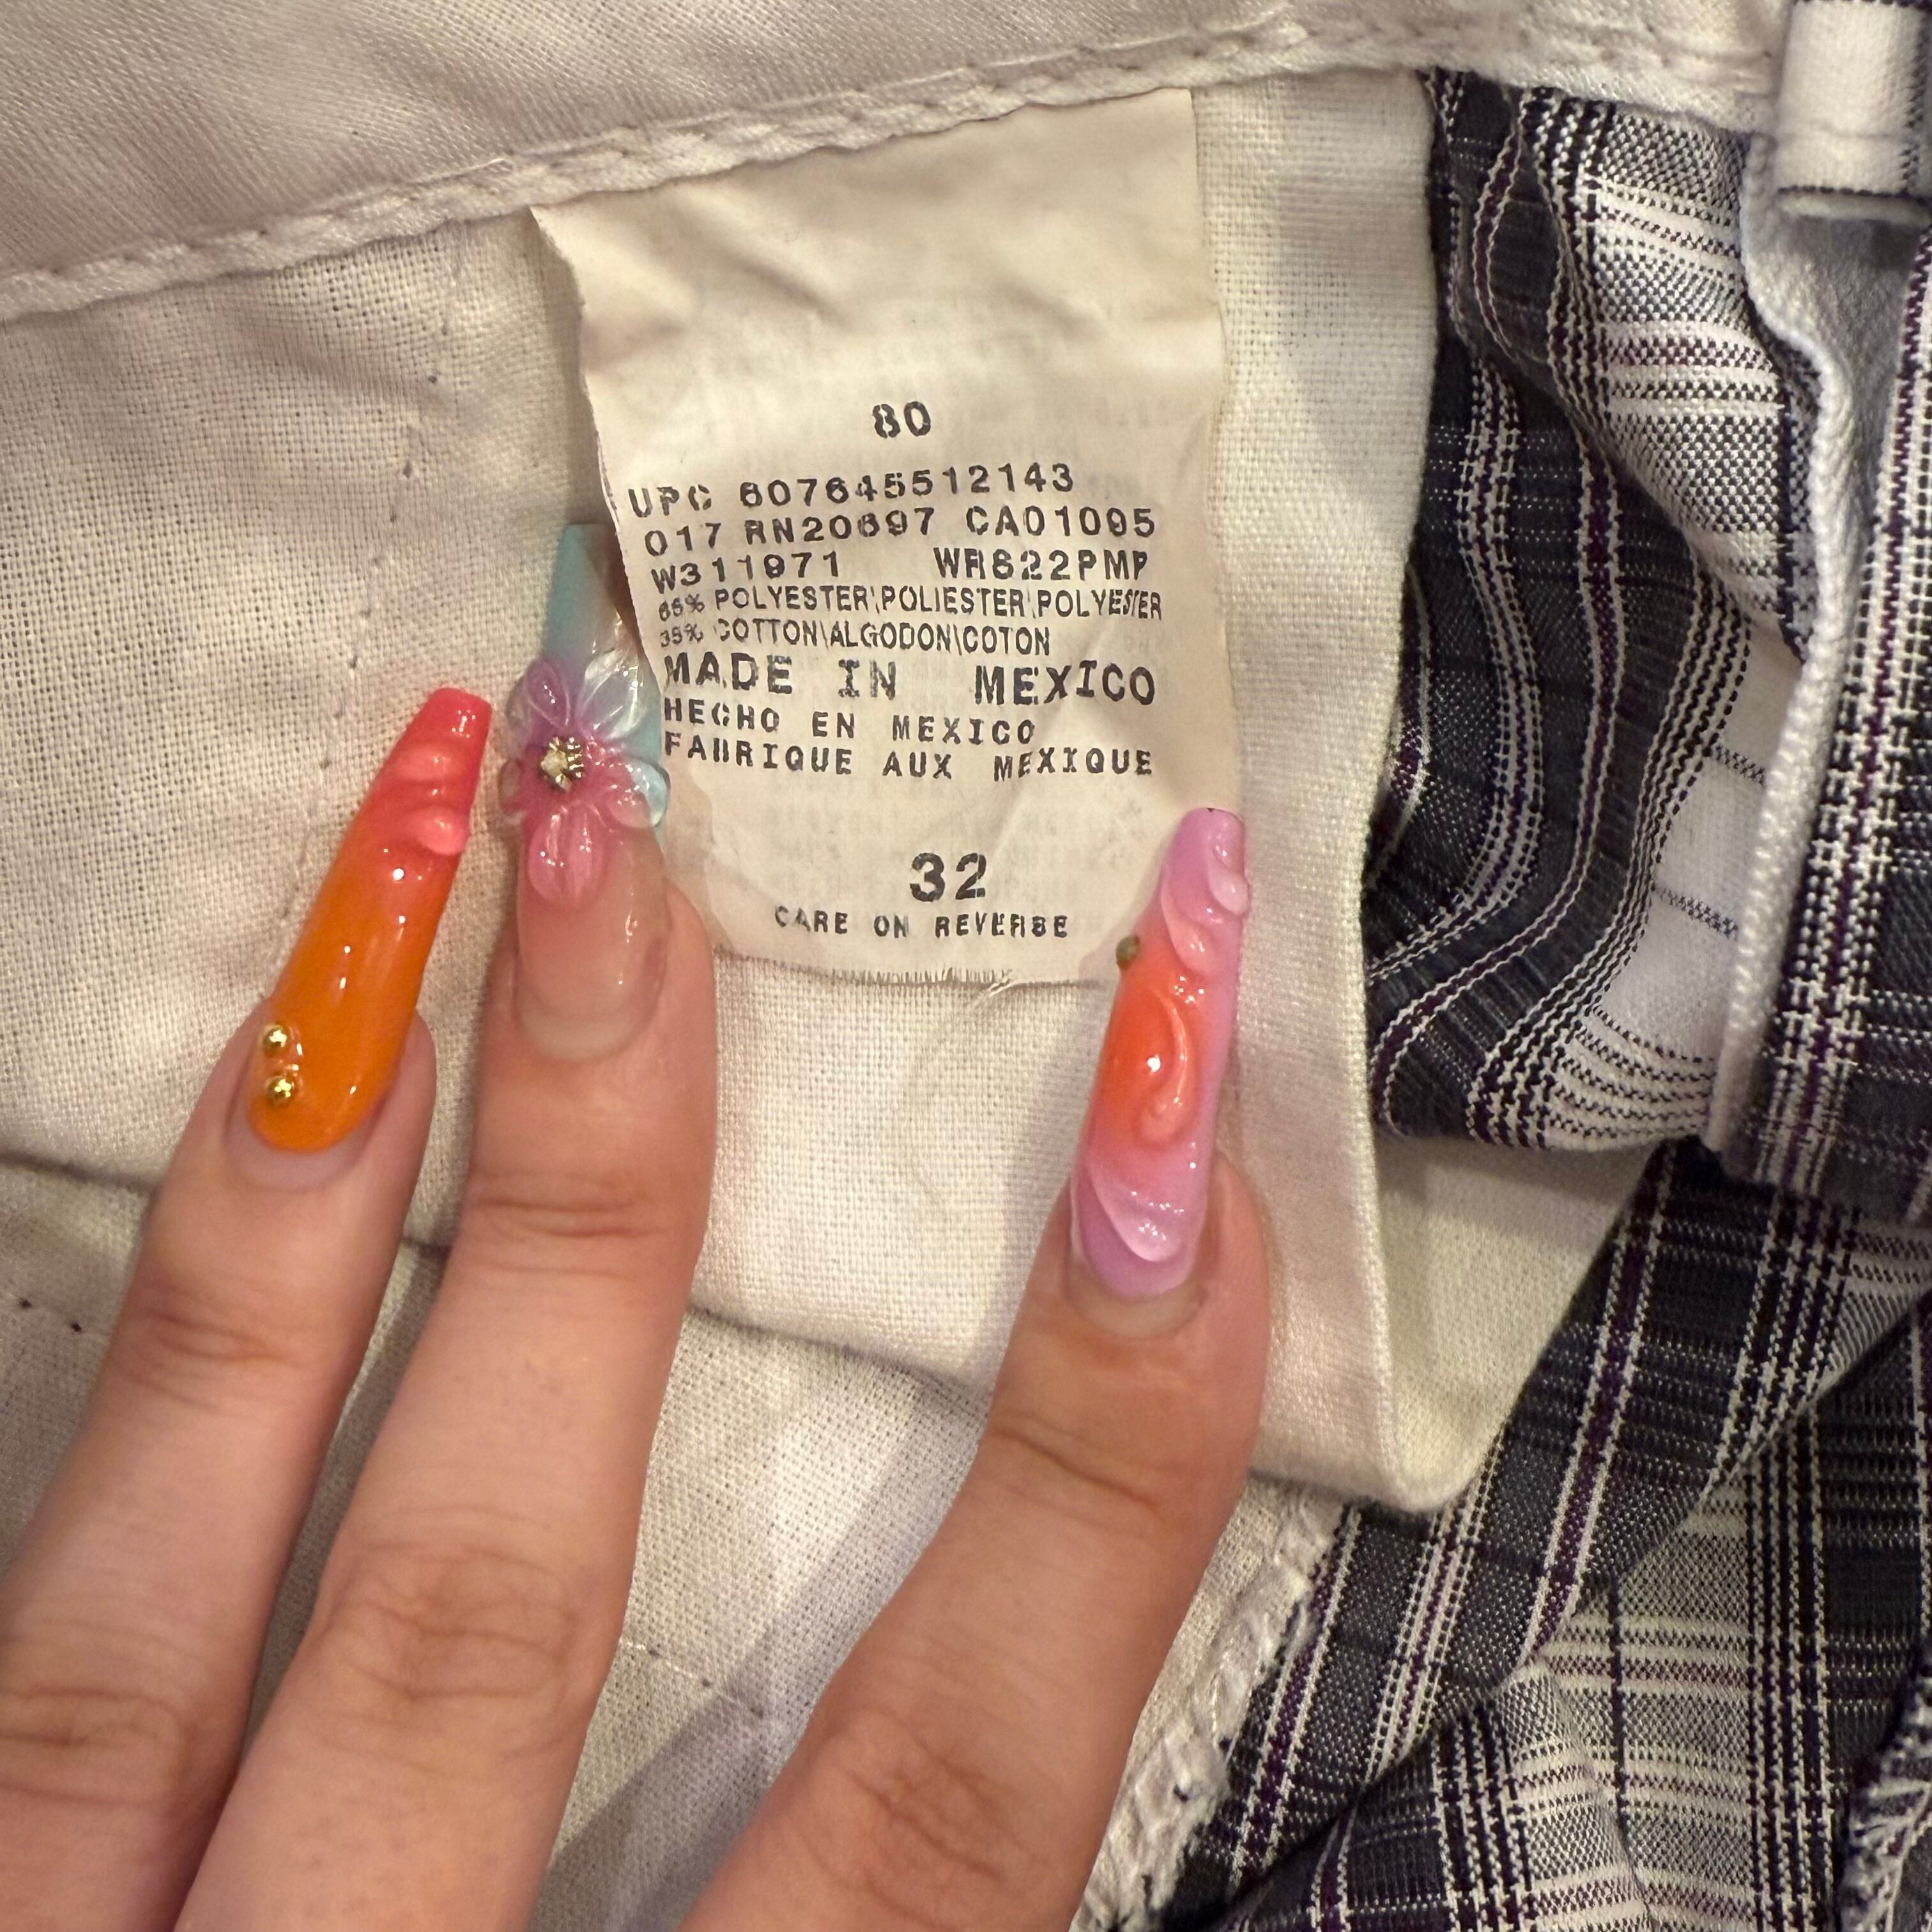 80
UPC 607645512143
017 RN20697 CA01095
W311971 WR822PMP
65% POLYESTER\POLIESTER\POLYESTER
35% COTTON\ALGODON\COTON
MADE IN MEXICO
HECHO EN MEXICO
FABRIQUE AUX MEXIQUE
32
CARE ON REVERSE